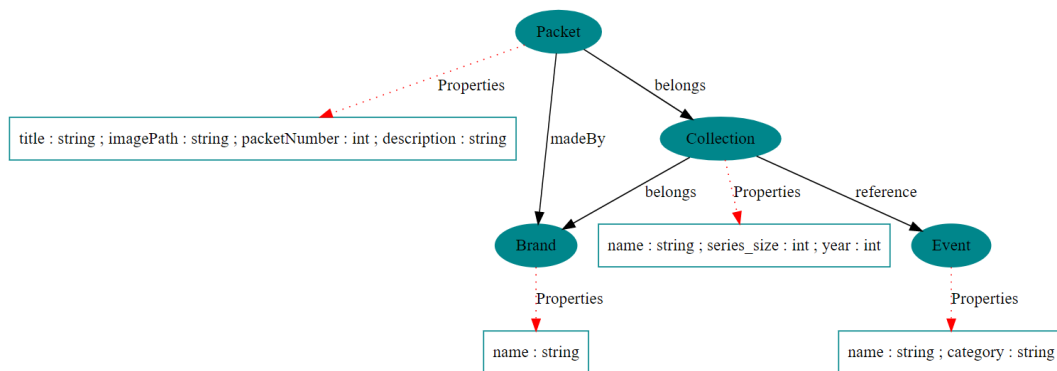 Packet
Properties
belongs
title : string ; imagePath : string ; packetNumber : int ; description : string
madeBy
Collection
belongs
Properties
reference
Brand
name : string ; series_size : int ; year : int
Event
Properties
Properties
name : string
name : string ; category : string